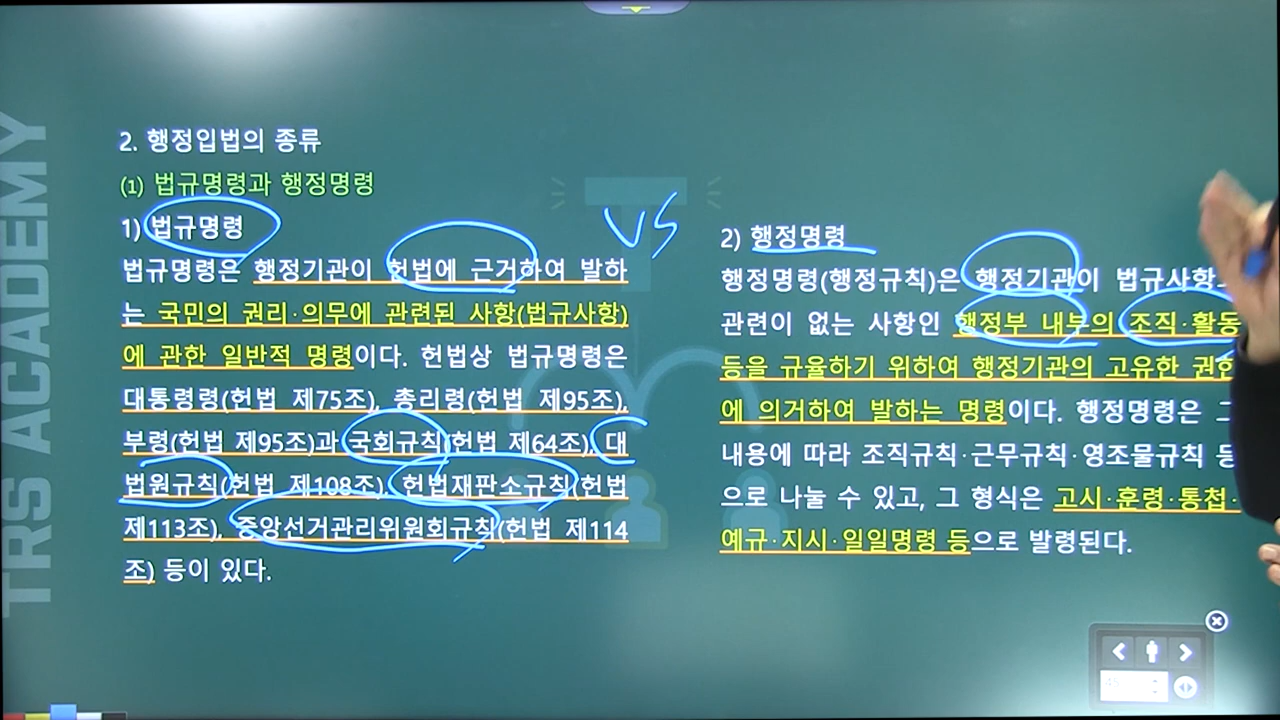 TRS ACADEMY
2. 행정입법의 종류
(1) 법규명령과 행정명령
1) 법규명령
법규명령은 행정기관이 헌법에 근거하여 발하
는 국민의 권리·의무에 관련된 사항(법규사항)
에 관한 일반적 명령이다. 헌법상 법규명령은
대통령령(헌법 제75조), 총리령(헌법 제95조),
부령(헌법 제95조)과 국회규칙(헌법 제64조), 대
법원규칙(헌법 제108조), 헌법재판소규칙(헌법
제113조), 중앙선거관리위원회규칙(헌법 제114
조) 등이 있다.
VS
2) 행정명령
행정명령(행정규칙)은 행정기관이 법규사항
관련이 없는 사항인 행정부 내부의 조직·활동
등을 규율하기 위하여 행정기관의 고유한 권한
에 의거하여 발하는 명령이다. 행정명령은 그
내용에 따라 조직규칙·근무규칙·영조물규칙 등
으로 나눌 수 있고, 그 형식은 고시·훈령·통첩·
예규·지시·일일명령 등으로 발령된다.